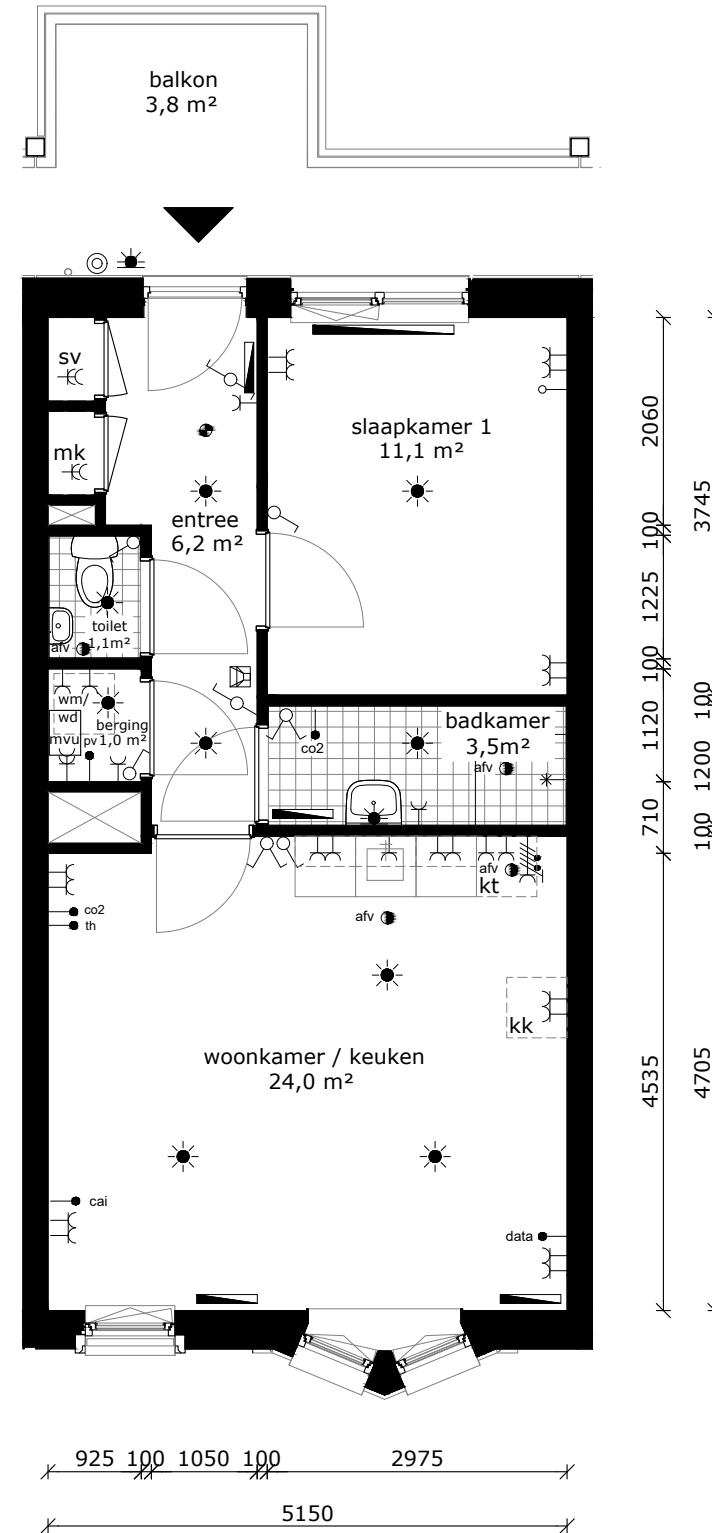 balkon
3,8 m²
sv
mk
slaapkamer 1
11,1 m²
entree
6,2 m²
toilet
1,1m²
afv
wm/
wd
berging
mvu
pv
1,0 m²
badkamer
3,5m²
co2
afv
afv
kt
co2
th
afv
kk
woonkamer / keuken
24,0 m²
cai
data
2060
100
1225
100
1120
710
4535
3745
100
1200
100
4705
925
100
1050
100
2975
5150